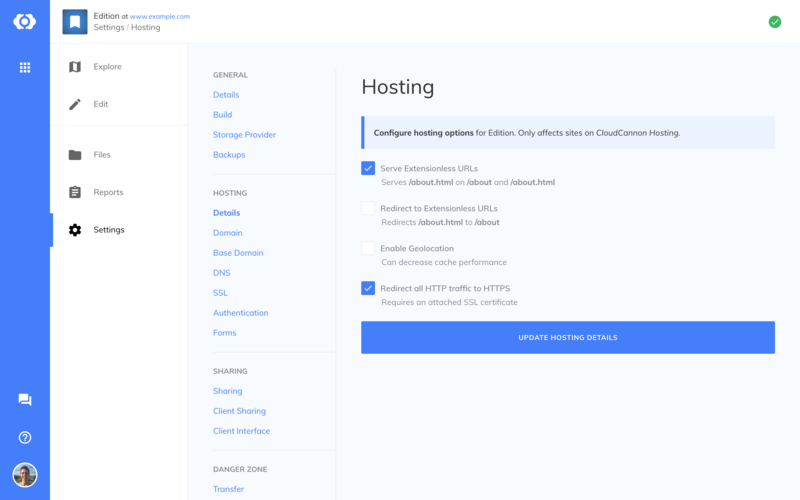 Edition at www.example.com
Settings / Hosting
Explore
Edit
Files
Reports
Settings
GENERAL
Details
Build
Storage Provider
Backups
HOSTING
Details
Domain
Base Domain
DNS
SSL
Authentication
Forms
SHARING
Sharing
Client Sharing
Client Interface
DANGER ZONE
Transfer
Hosting
Configure hosting options for Edition. Only affects sites on CloudCannon Hosting.
Serve Extensionless URLs
Serves /about.html on /about and /about.html
Redirect to Extensionless URLs
Redirects /about.html to /about
Enable Geolocation
Can decrease cache performance
Redirect all HTTP traffic to HTTPS
Requires an attached SSL certificate
UPDATE HOSTING DETAILS